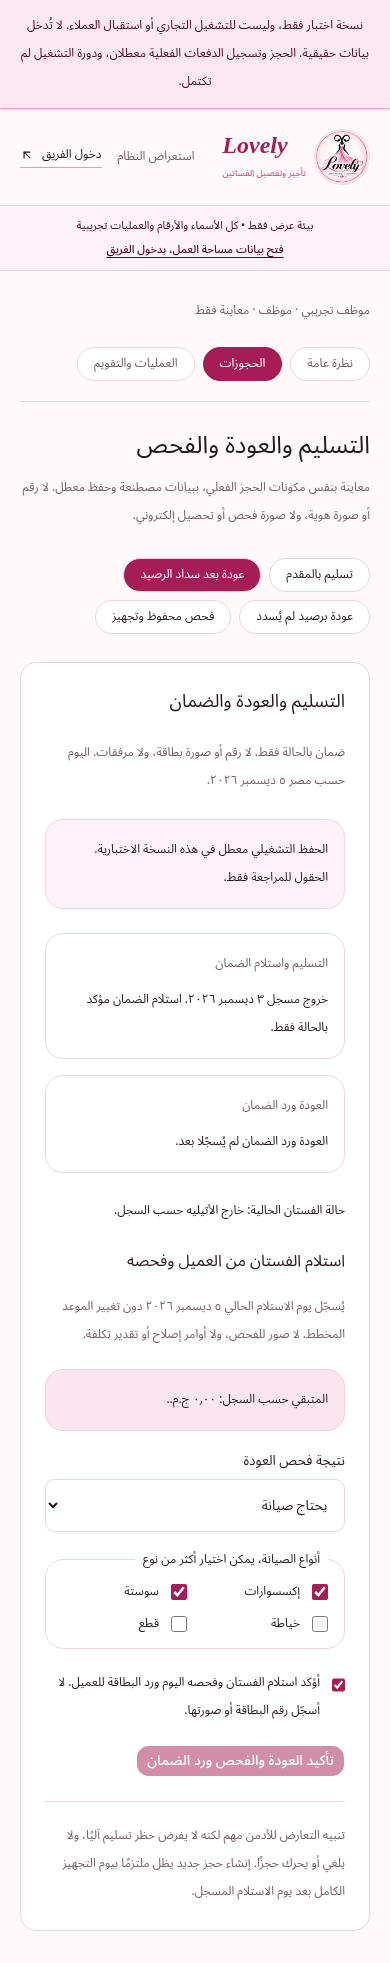 نسخة اختبار فقط، وليست للتشغيل التجاري أو استقبال العملاء. لا تُدخل
بيانات حقيقية. الحجز وتسجيل الدفعات الفعلية معطلان، ودورة التشغيل لم
تكتمل.
Lovely
تأجير وتفصيل الفساتين
استعراض النظام
دخول الفريق
بيئة عرض فقط • كل الأسماء والأرقام والعمليات تجريبية
فتح بيانات مساحة العمل، بدخول الفريق
موظف تجريبي · موظف · معاينة فقط
نظرة عامة
الحجوزات
العمليات والتقويم
التسليم والعودة والفحص
معاينة بنفس مكونات الحجز الفعلي، ببيانات مصطنعة وحفظ معطل. لا رقم
أو صورة هوية، ولا صورة فحص أو تحصيل إلكتروني.
تسليم بالمقدم
عودة بعد سداد الرصيد
عودة برصيد لم يُسدد
فحص محفوظ وتجهيز
التسليم والعودة والضمان
ضمان بالحالة فقط. لا رقم أو صورة بطاقة، ولا مرفقات. اليوم
حسب مصر ٥ ديسمبر ٢٠٢٦.
الحفظ التشغيلي معطل في هذه النسخة الاختبارية.
الحقول للمراجعة فقط.
التسليم واستلام الضمان
خروج مسجل ٣ ديسمبر ٢٠٢٦. استلام الضمان مؤكد
بالحالة فقط.
العودة ورد الضمان
العودة ورد الضمان لم يُسجّلا بعد.
حالة الفستان الحالية: خارج الأتيليه حسب السجل.
استلام الفستان من العميل وفحصه
يُسجّل يوم الاستلام الحالي ٥ ديسمبر ٢٠٢٦ دون تغيير الموعد
المخطط. لا صور للفحص، ولا أوامر إصلاح أو تقدير تكلفة.
المتبقي حسب السجل: ٠٫٠٠ ج.م.‏.
نتيجة فحص العودة
يحتاج صيانة
أنواع الصيانة، يمكن اختيار أكثر من نوع
إكسسوارات
سوستة
خياطة
قطع
أؤكد استلام الفستان وفحصه اليوم ورد البطاقة للعميل. لا
أسجّل رقم البطاقة أو صورتها.
تأكيد العودة والفحص ورد الضمان
تنبيه التعارض للأدمن مهم لكنه لا يفرض حظر تسليم آليًا، ولا
يلغي أو يحرك حجزًا. إنشاء حجز جديد يظل ملتزمًا بيوم التجهيز
الكامل بعد يوم الاستلام المسجل.